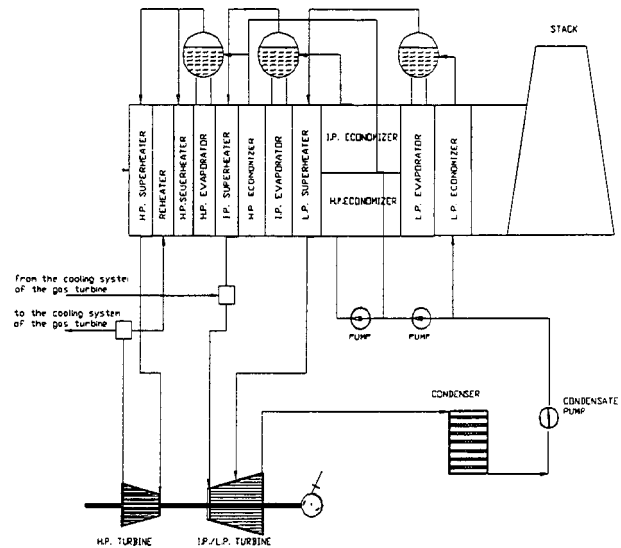 STACK
H.P. SUPERHEATER
REHEATER
H.P.SEUERHEATER
H.P. EVAPORATOR
I.P. SUPERHEATER
H.P. ECONOMIZER
I.P. EVAPORATOR
L.P. SUPERHEATER
I.P. ECONOMIZER
H.P.ECONOMIZER
L.P. EVAPORATOR
L.P. ECONOMIZER
from the cooling system
of the gas turbine
to the cooling system
of the gas turbine
PUMP
PUMP
CONDENSER
CONDENSATE
PUMP
H.P. TURBINE
I.P./L.P. TURBINE